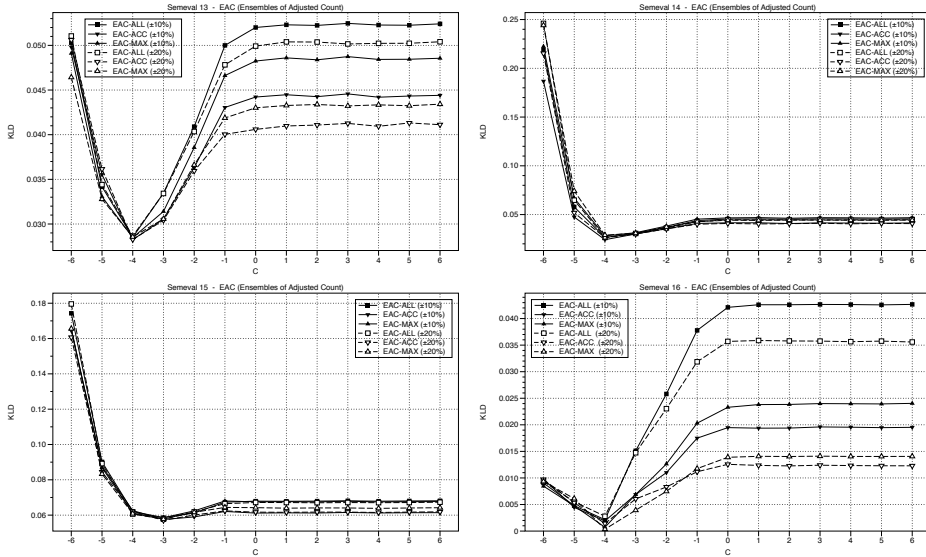 Semeval 13 - EAC (Ensembles of Adjusted Count)
EAC-ALL (±10%)
EAC-ACC (±10%)
EAC-MAX (±10%)
EAC-ALL (±20%)
EAC-ACC (±20%)
EAC-MAX (±20%)
0.050
0.040
0.030
KLD
-6 -5 -4 -3 -2 -1 0 1 2 3 4 5 6
C
Semeval 14 - EAC (Ensembles of Adjusted Count)
EAC-ALL (±10%)
EAC-ACC (±10%)
EAC-MAX (±10%)
EAC-ALL (±20%)
EAC-ACC (±20%)
EAC-MAX (±20%)
0.25
0.20
0.15
0.10
0.05
KLD
-6 -5 -4 -3 -2 -1 0 1 2 3 4 5 6
C
Semeval 15 - EAC (Ensembles of Adjusted Count)
EAC-ALL (±10%)
EAC-ACC (±10%)
EAC-MAX (±10%)
EAC-ALL (±20%)
EAC-ACC (±20%)
EAC-MAX (±20%)
0.18
0.16
0.14
0.12
0.10
0.08
0.06
KLD
-6 -5 -4 -3 -2 -1 0 1 2 3 4 5 6
C
Semeval 16 - EAC (Ensembles of Adjusted Count)
EAC-ALL (±10%)
EAC-ACC (±10%)
EAC-MAX (±10%)
EAC-ALL (±20%)
EAC-ACC (±20%)
EAC-MAX (±20%)
0.040
0.035
0.030
0.025
0.020
0.015
0.010
0.005
0
KLD
-6 -5 -4 -3 -2 -1 0 1 2 3 4 5 6
C